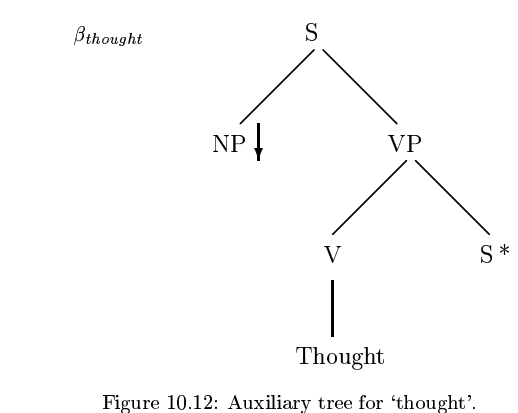 β_thought S
NP ↓ VP
V S *
Thought
Figure 10.12: Auxiliary tree for ‘thought’.